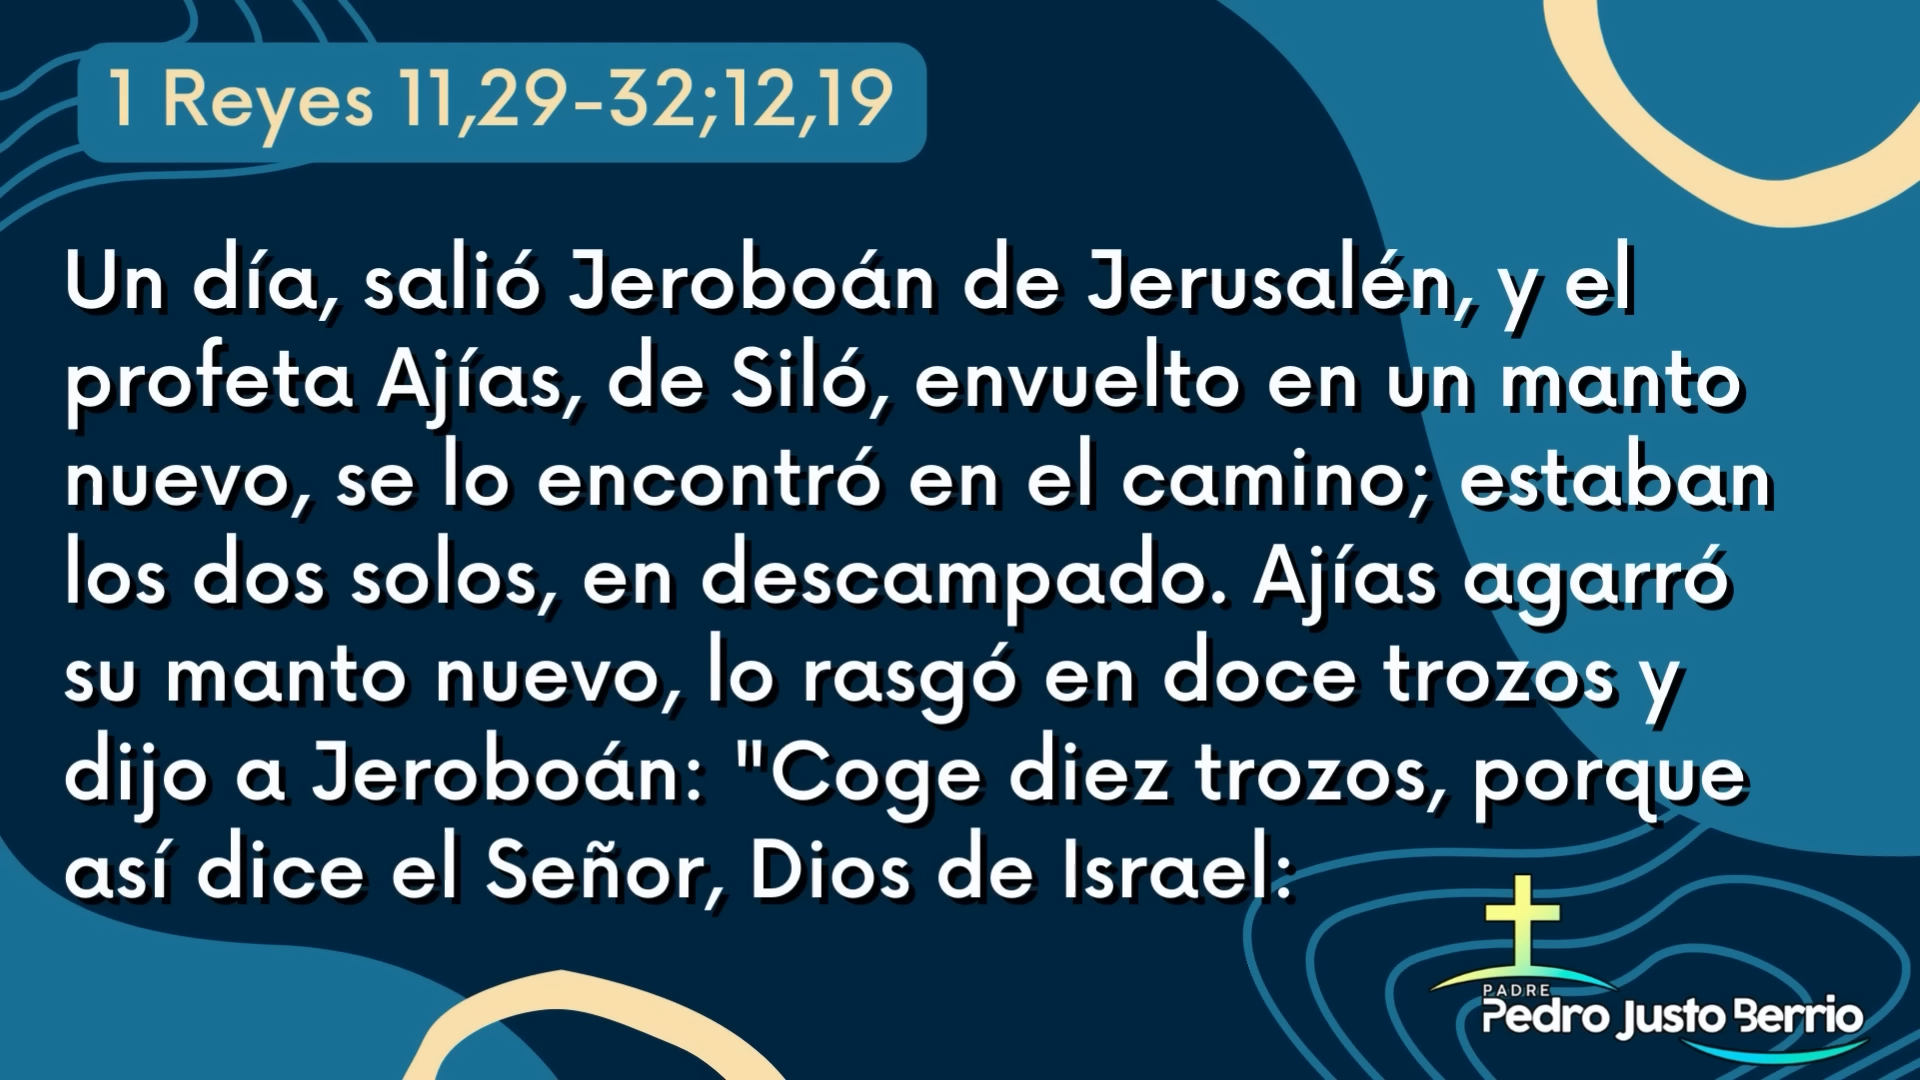 1 Reyes 11,29-32;12,19
Un día, salió Jeroboán de Jerusalén, y el
profeta Ajías, de Siló, envuelto en un manto
nuevo, se lo encontró en el camino; estaban
los dos solos, en descampado. Ajías agarró
su manto nuevo, lo rasgó en doce trozos y
dijo a Jeroboán: "Coge diez trozos, porque
así dice el Señor, Dios de Israel:
PADRE
Pedro Justo Berrio